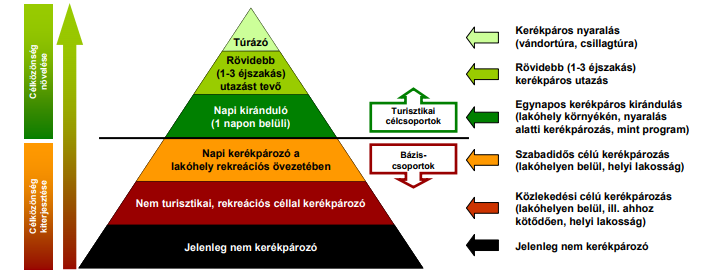 Célközönség
növelése
Célközönség
kiterjesztése
Túrázó
Rövidebb
(1-3 éjszakás)
utazást tevő
Napi kiránduló
(1 napon belüli)
Napi kerékpározó a
lakóhely rekreációs övezetében
Nem turisztikai, rekreációs céllal kerékpározó
Jelenleg nem kerékpározó
Turisztikai
célcsoportok
Bázis-
csoportok
Kerékpáros nyaralás
(vándortúra, csillagtúra)
Rövidebb (1-3 éjszakás)
kerékpáros utazás
Egynapos kerékpáros kirándulás
(lakóhely környékén, nyaralás
alatti kerékpározás, mint program)
Szabadidős célú kerékpározás
(lakóhelyen belül, helyi lakosság)
Közlekedési célú kerékpározás
(lakóhelyen belül, ill. ahhoz
kötődően, helyi lakosság)
Jelenleg nem kerékpározó